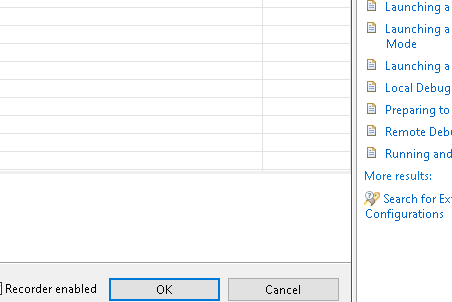 Launching a
Launching a
Mode
Launching a
Local Debug
Preparing to
Remote Deb
Running and
More results:
Search for Ex
Configurations
Recorder enabled
OK
Cancel